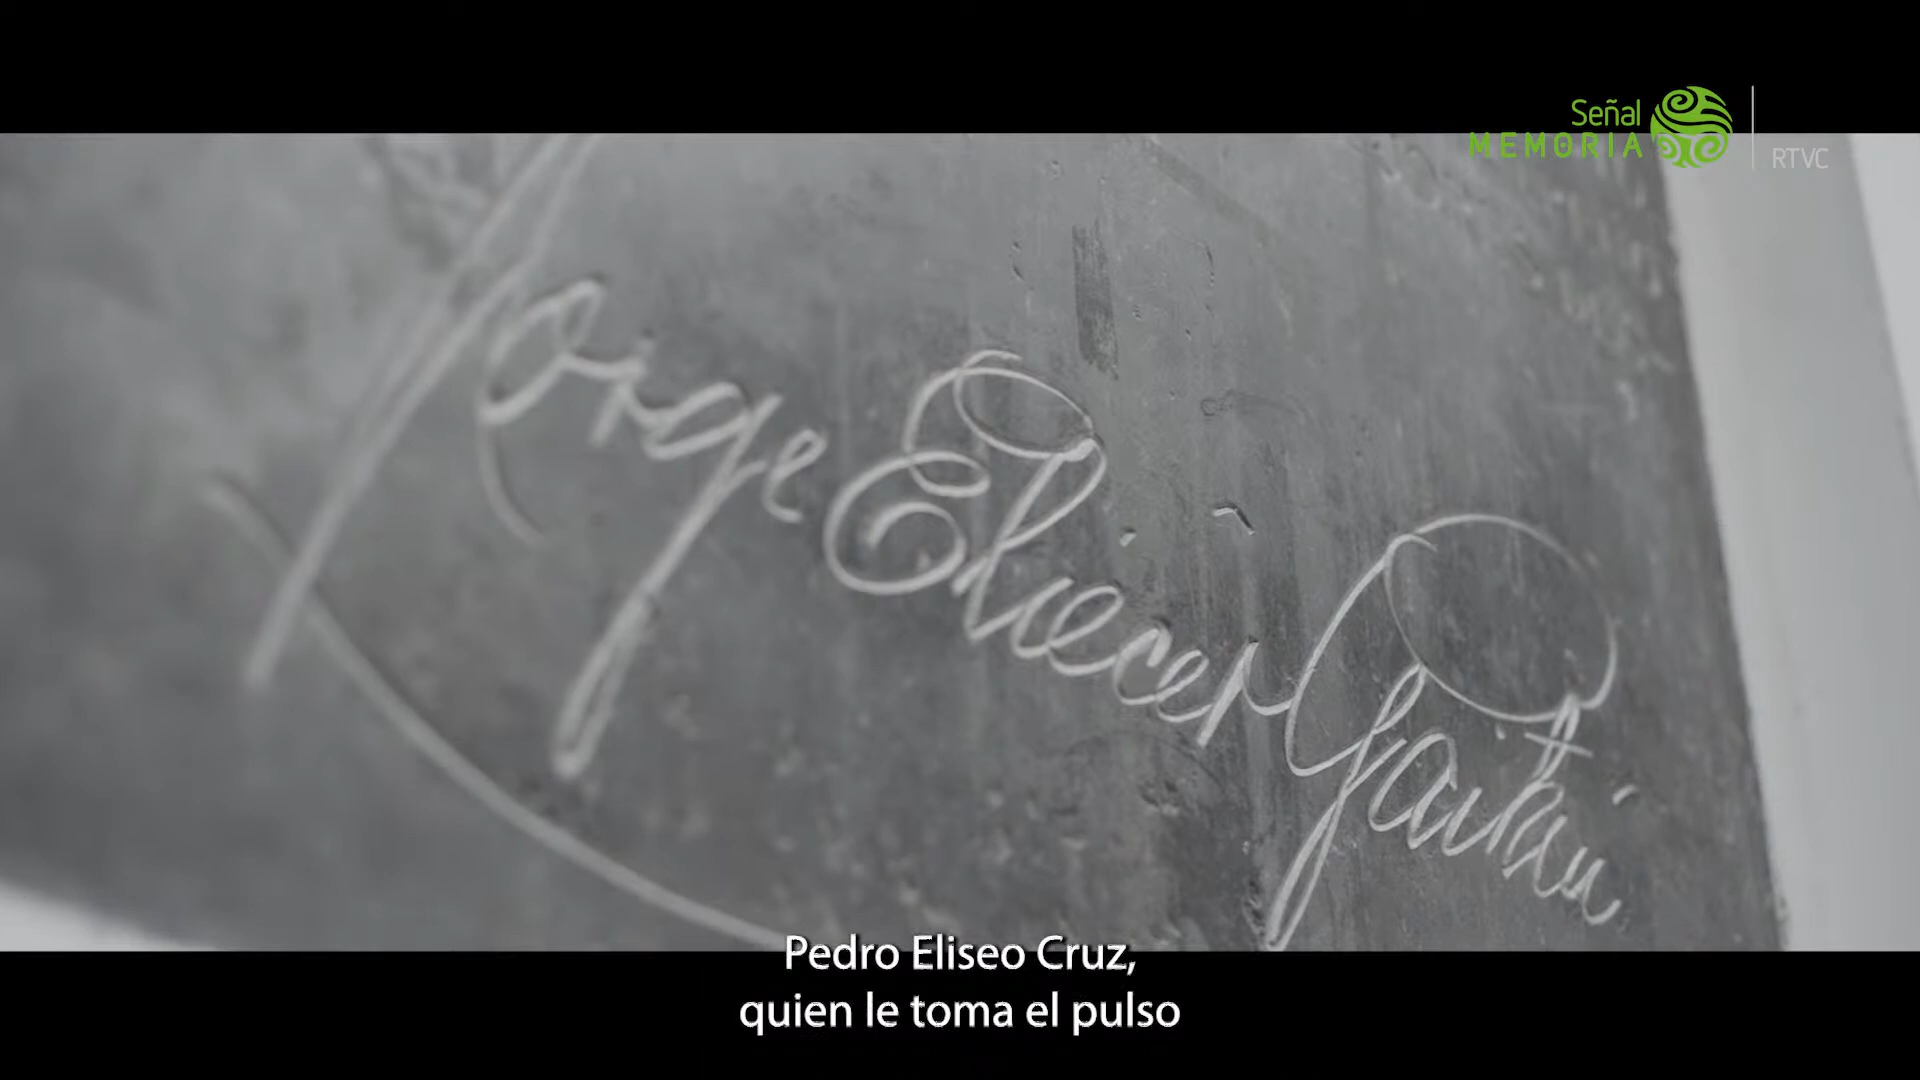 Señal
MEMORIA
RTVC
Jorge Eliécer Gaitán
Pedro Eliseo Cruz,
quien le toma el pulso